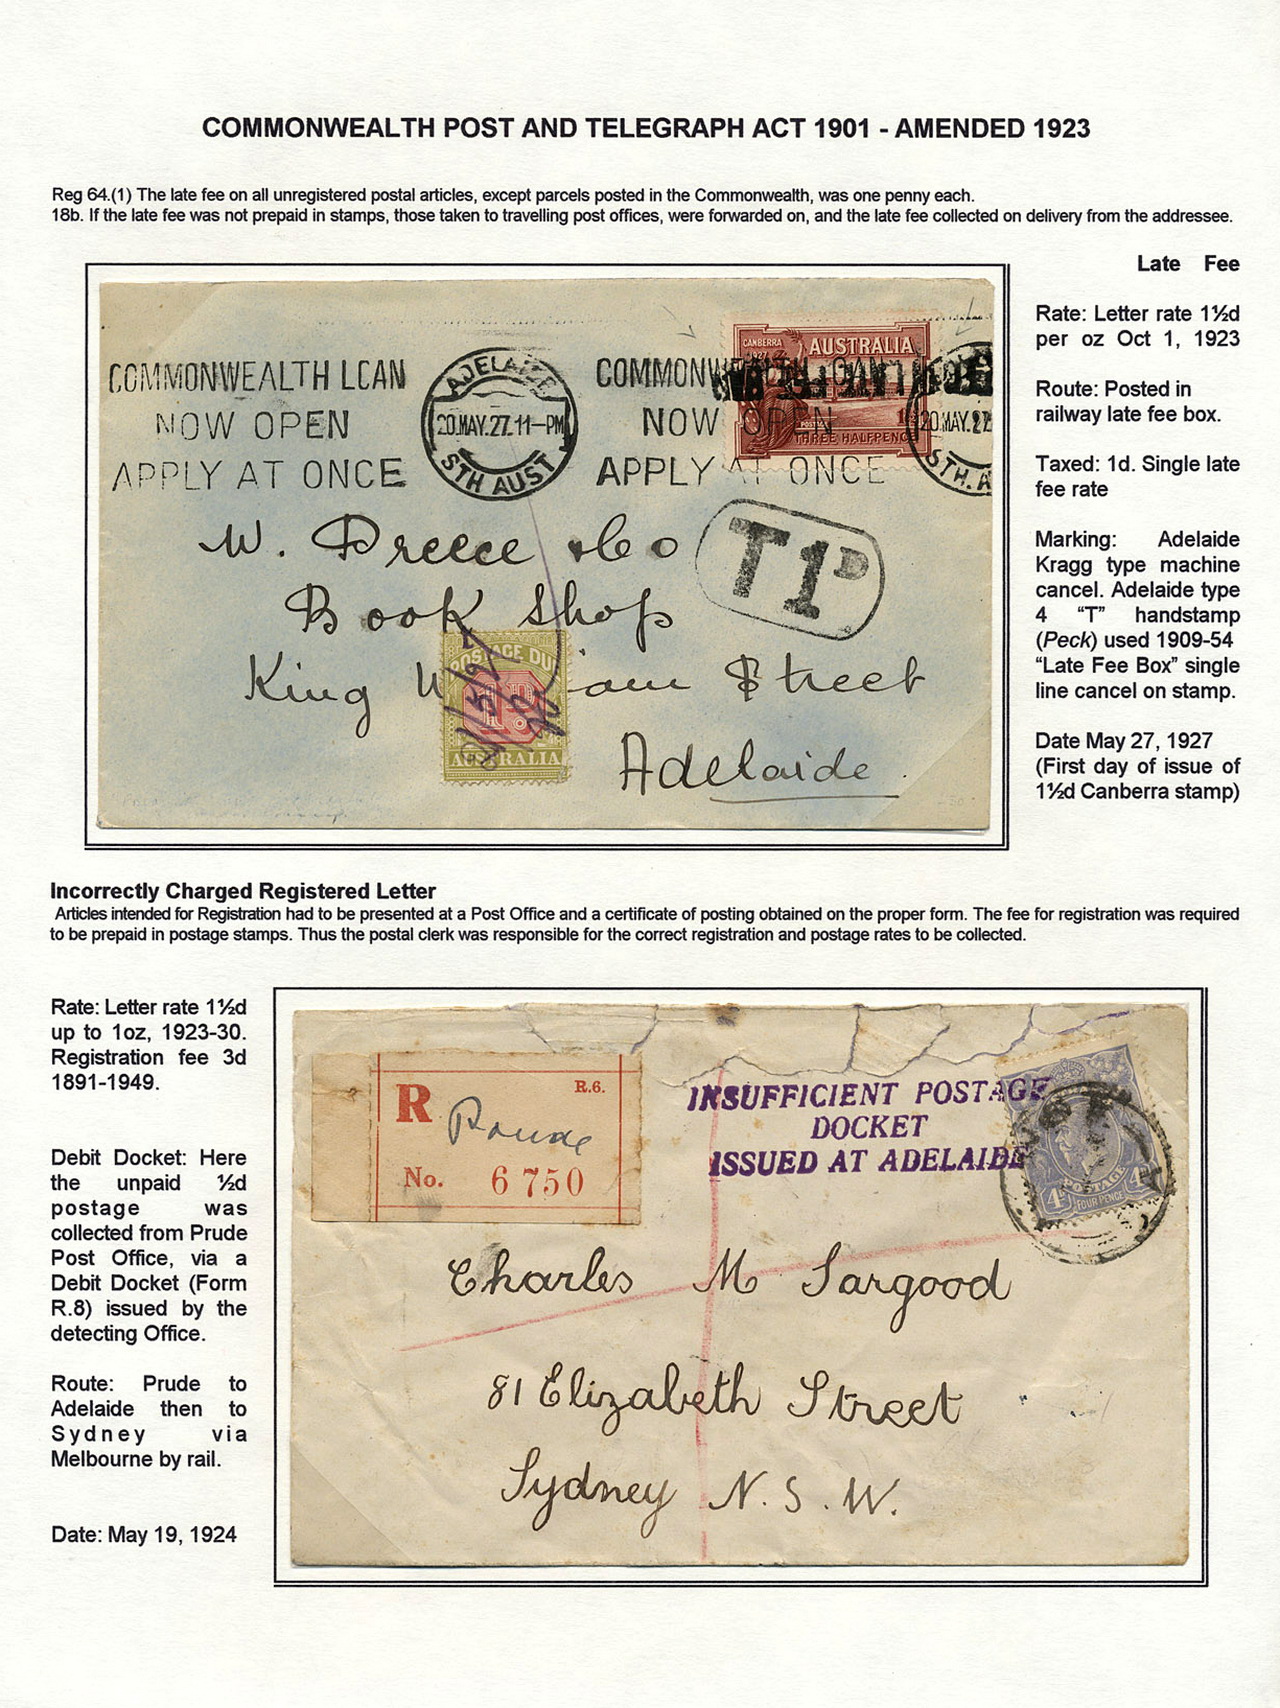 COMMONWEALTH POST AND TELEGRAPH ACT 1901 - AMENDED 1923
Reg 64.(1) The late fee on all unregistered postal articles, except parcels posted in the Commonwealth, was one penny each.
18b. If the late fee was not prepaid in stamps, those taken to travelling post offices, were forwarded on, and the late fee collected on delivery from the addressee.
Late Fee
Rate: Letter rate 1½d
per oz Oct 1, 1923
Route: Posted in
railway late fee box.
Taxed: 1d. Single late
fee rate
Marking: Adelaide
Kragg type machine
cancel. Adelaide type
4 “T” handstamp
(Peck) used 1909-54
“Late Fee Box” single
line cancel on stamp.
Date May 27, 1927
(First day of issue of
1½d Canberra stamp)
COMMONWEALTH LOAN
NOW OPEN
APPLY AT ONCE
ADELAIDE
20.MAY.27.11-PM
STH AUST
COMMONWEALTH
NOW OPEN
APPLY AT ONCE
CANBERRA
1927
AUSTRALIA
POSTAGE
THREE HALFPENCE
20.MAY.27
STH. A
T 1D
W. Preece & Co
Book Shop
King William Street
Adelaide
POSTAGE DUE
1D
AUSTRALIA
Incorrectly Charged Registered Letter
Articles intended for Registration had to be presented at a Post Office and a certificate of posting obtained on the proper form. The fee for registration was required
to be prepaid in postage stamps. Thus the postal clerk was responsible for the correct registration and postage rates to be collected.
Rate: Letter rate 1½d
up to 1oz, 1923-30.
Registration fee 3d
1891-1949.
Debit Docket: Here
the unpaid ½d
postage was
collected from Prude
Post Office, via a
Debit Docket (Form
R.8) issued by the
detecting Office.
Route: Prude to
Adelaide then to
Sydney via
Melbourne by rail.
Date: May 19, 1924
R
R.6.
No. 6750
INSUFFICIENT POSTAGE
DOCKET
ISSUED AT ADELAIDE
POSTAGE
4D
4D
FOUR PENCE
Charles M Sargood
81 Elizabeth Street
Sydney N.S.W.